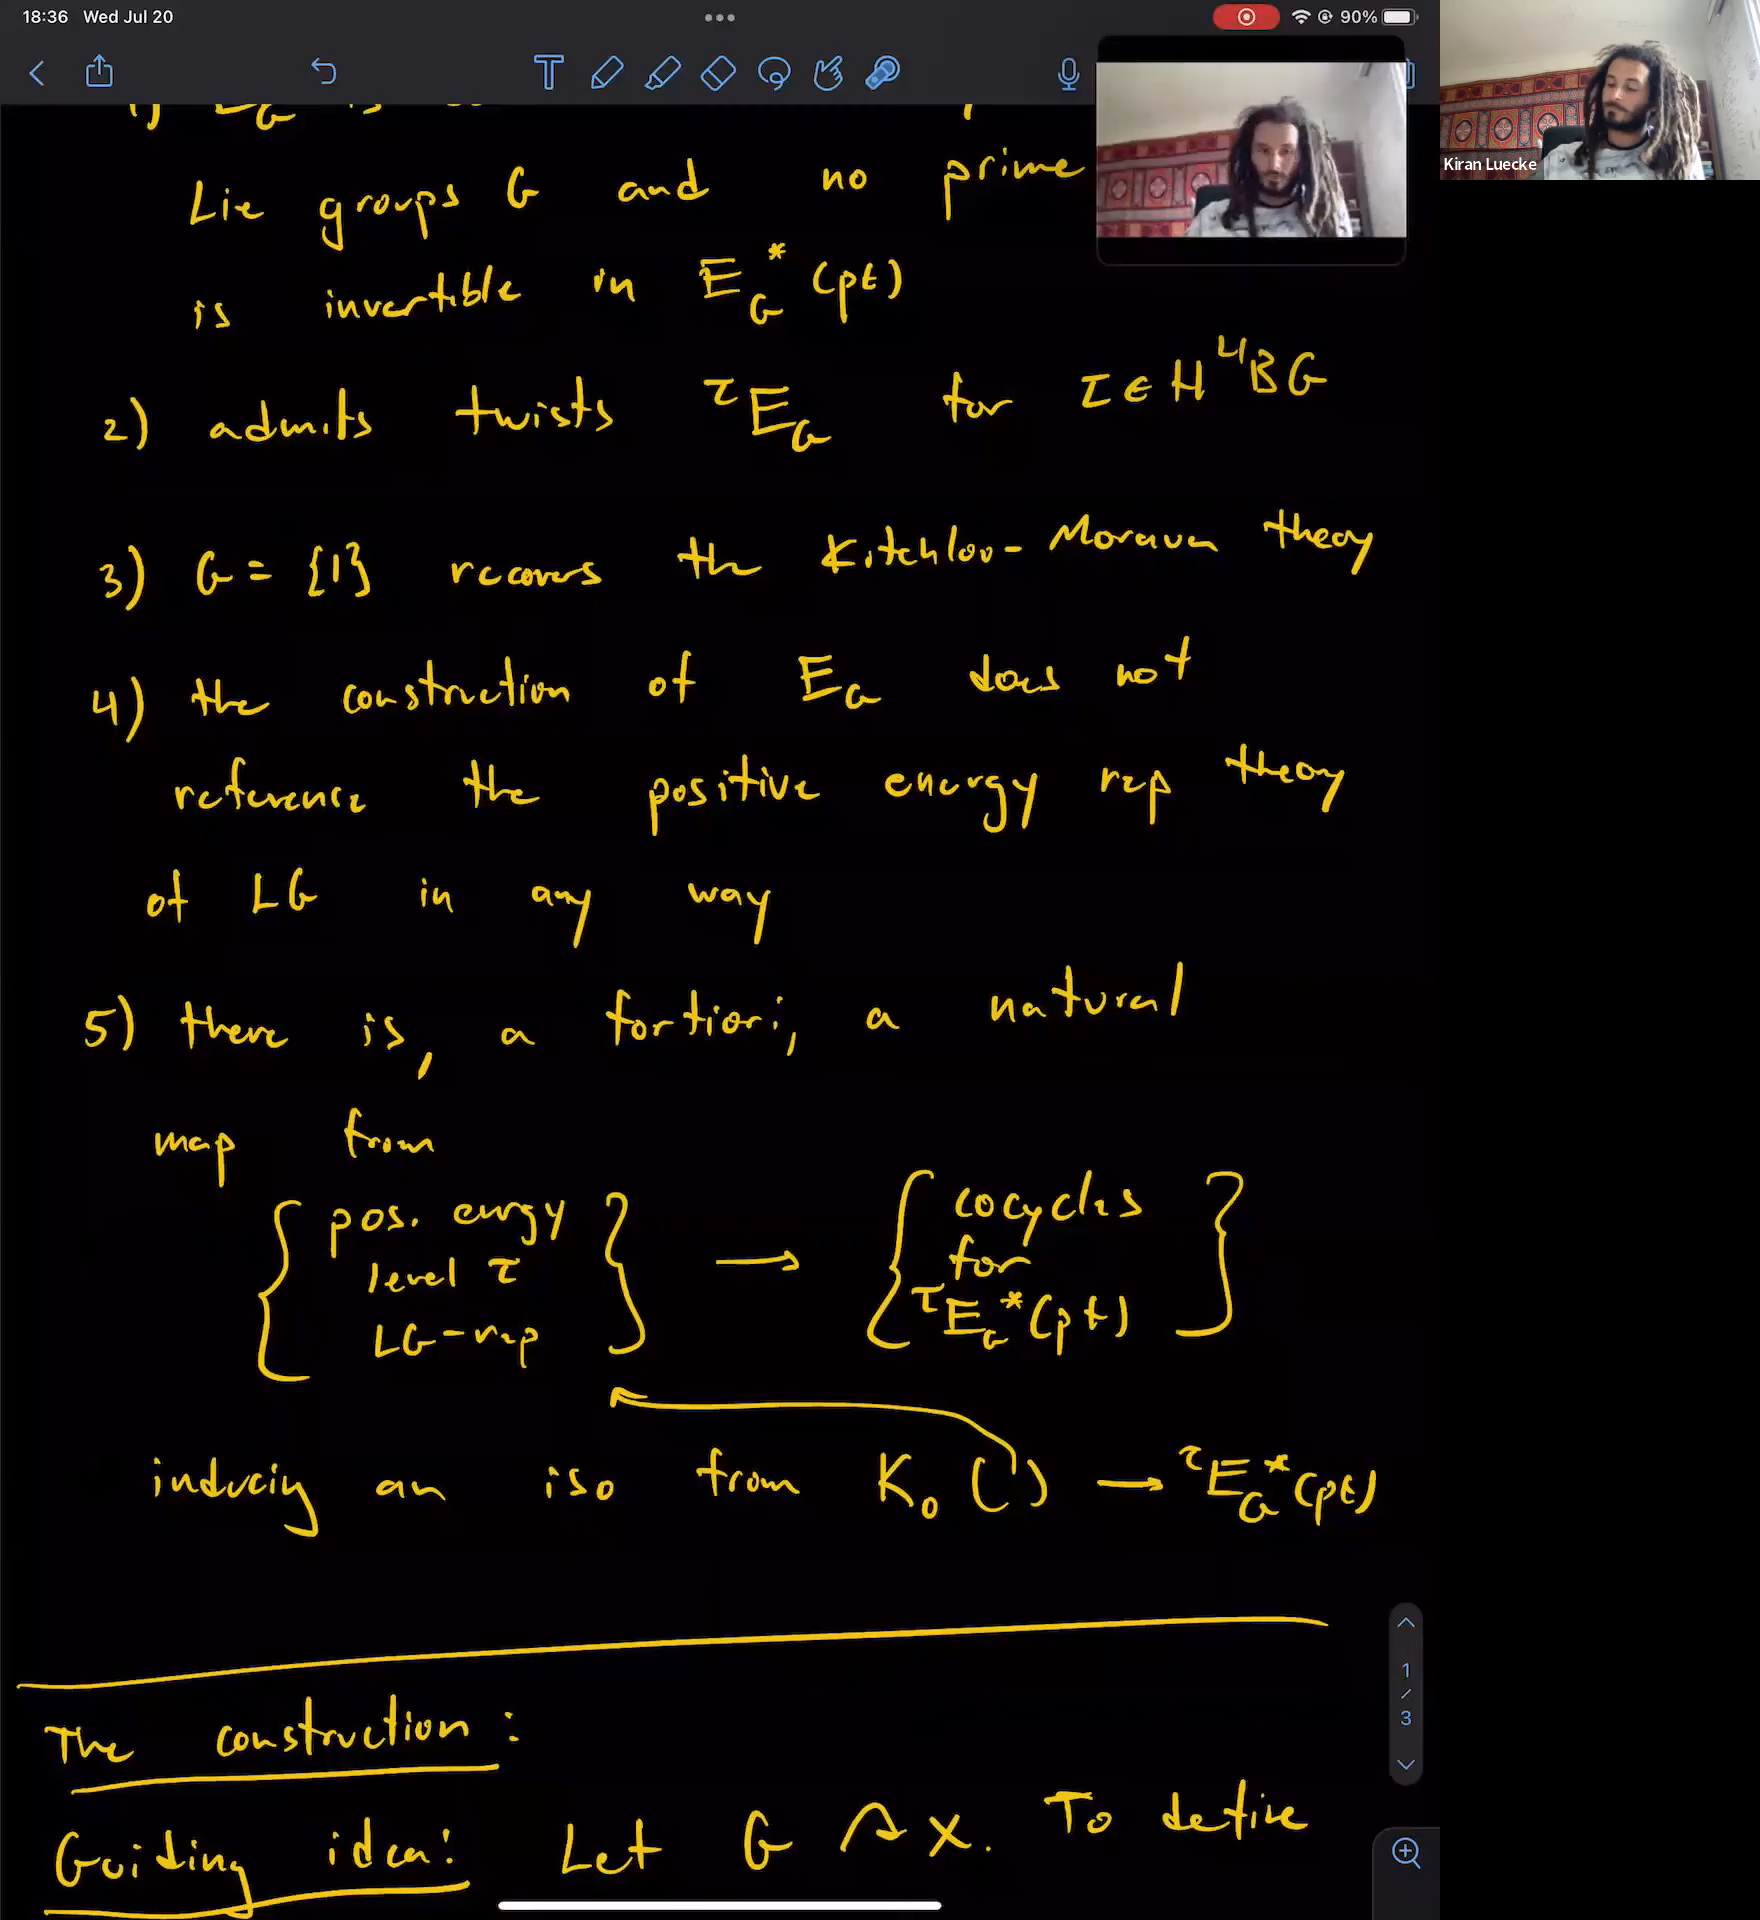 18:36 Wed Jul 20
90%
Kiran Luecke
1) E_G is
Lie groups G and no prime
is invertible in E_G^*(pt)
2) admits twists ^τE_G for τ ∈ H^4BG
3) G = {1} recovers the Kitchloo-Morava theory
4) the construction of E_G does not
reference the positive energy rep theory
of LG in any way
5) there is, a fortiori, a natural
map from
{ pos. enrgy level τ LG-rep } → { cocycles for ^τE_G^*(pt) }
inducing an iso from K_0( ) → ^τE_G^*(pt)
The construction:
Guiding idea: Let G ↷ X. To define
1
/
3